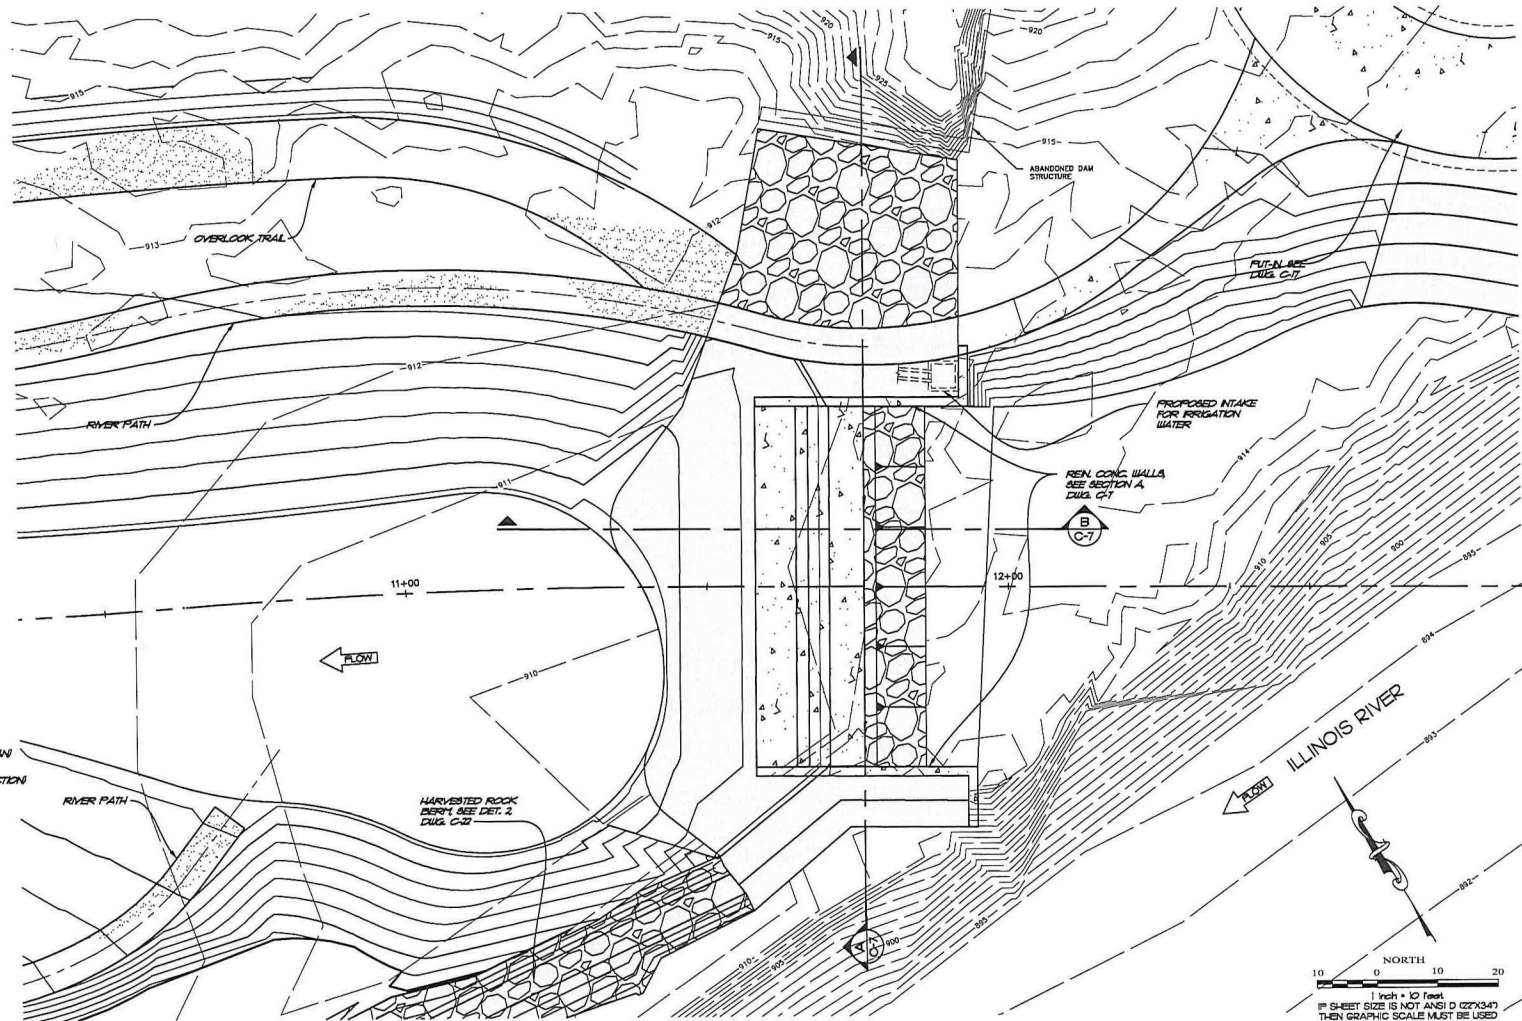 920
915
925
920
915
915
ABANDONED DAM
STRUCTURE
912
OVERLOOK TRAIL
913
PUT-IN SEE
DWG. C-17
912
RIVER PATH
PROPOSED INTAKE
FOR IRRIGATION
WATER
914
REIN. CONC. WALLS,
SEE SECTION A,
DWG. C-7
911
B
C-7
910
905
900
895
11+00
12+00
894
FLOW
910
ILLINOIS RIVER
893
FLOW
RIVER PATH
HARVESTED ROCK
BERM, SEE DET. 2,
DWG. C-22
892
895
A
C-7
900
910
905
NORTH
10 0 10 20
1 inch = 10 feet
IF SHEET SIZE IS NOT ANSI D (22"X34")
THEN GRAPHIC SCALE MUST BE USED